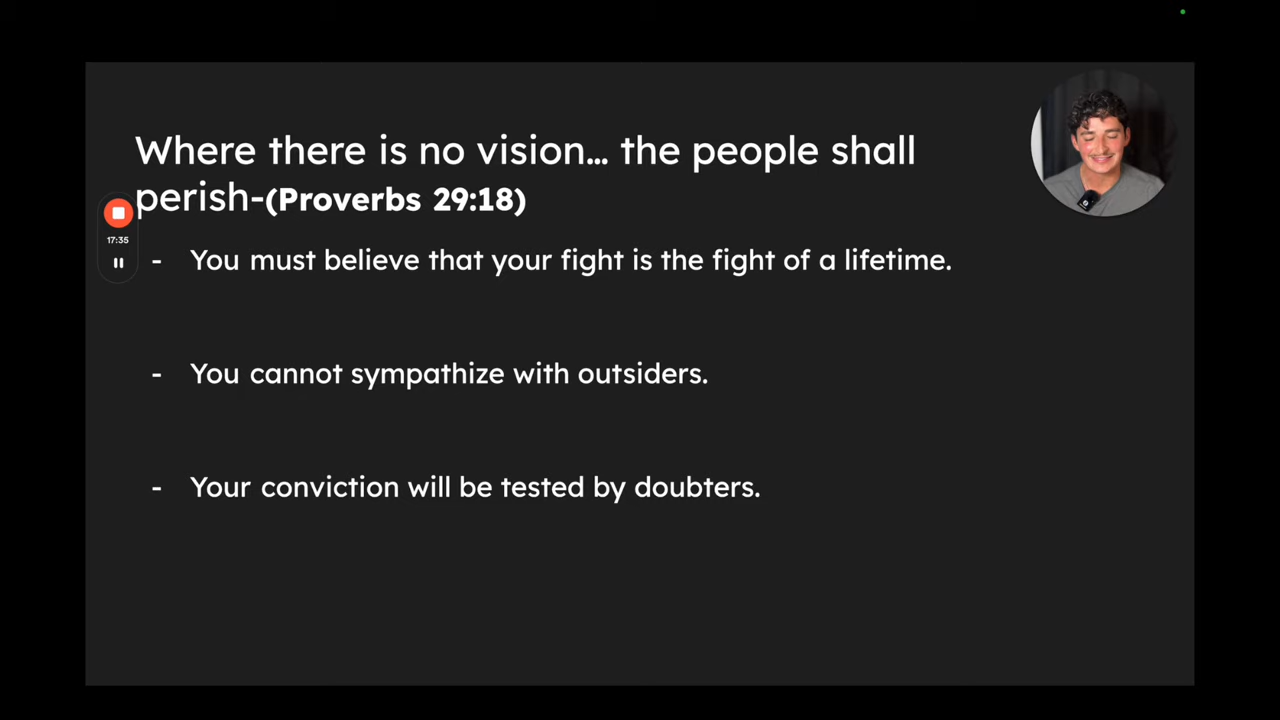 Where there is no vision... the people shall
perish-(Proverbs 29:18)
17:35
- You must believe that your fight is the fight of a lifetime.
- You cannot sympathize with outsiders.
- Your conviction will be tested by doubters.